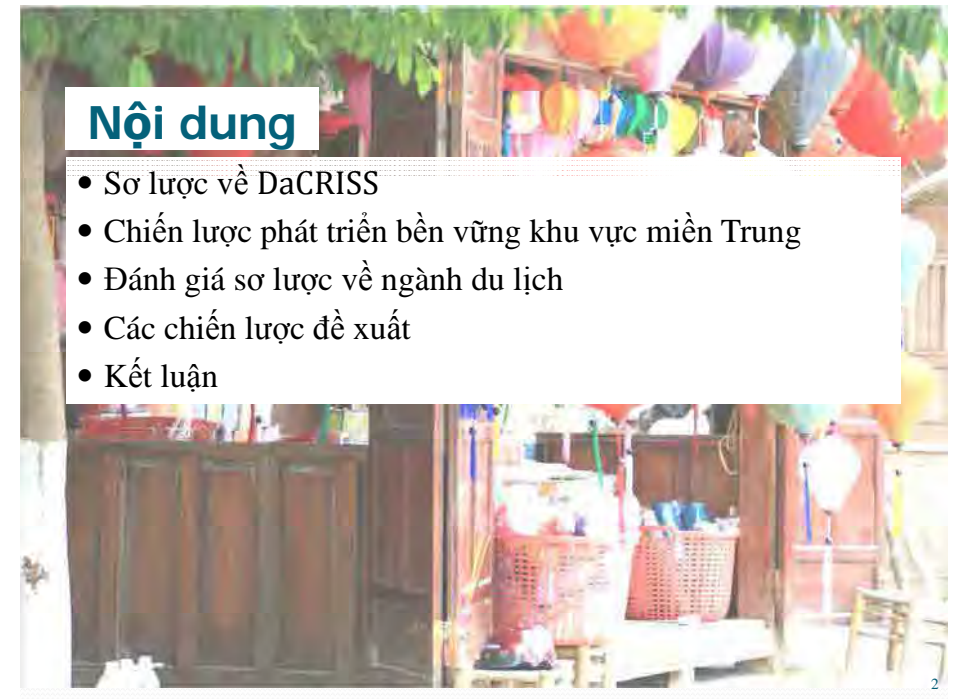 Nội dung
• Sơ lược về DaCRISS
• Chiến lược phát triển bền vững khu vực miền Trung
• Đánh giá sơ lược về ngành du lịch
• Các chiến lược đề xuất
• Kết luận
2